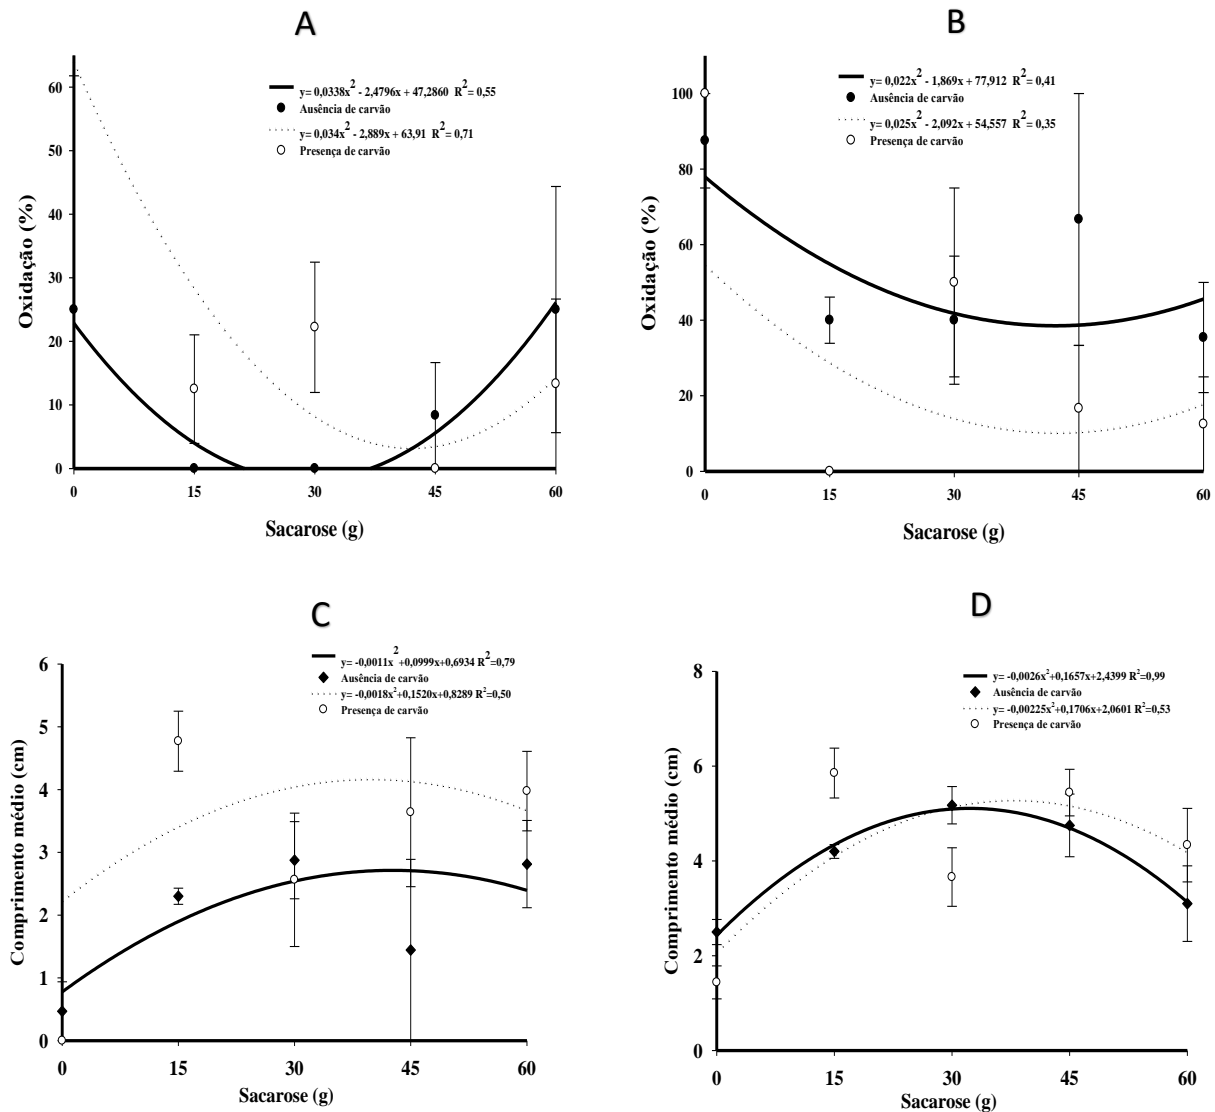 A
y= 0,0338x² - 2,4796x + 47,2860 R² = 0,55
Ausência de carvão
y= 0,034x² - 2,889x + 63,91 R² = 0,71
Presença de carvão
Oxidação (%)
60
50
40
30
20
10
0
0 15 30 45 60
Sacarose (g)
B
y= 0,022x² - 1,869x + 77,912 R² = 0,41
Ausência de carvão
y= 0,025x² - 2,092x + 54,557 R² = 0,35
Presença de carvão
Oxidação (%)
100
80
60
40
20
0
0 15 30 45 60
Sacarose (g)
C
y= -0,0011x² +0,0999x+0,6934 R²=0,79
Ausência de carvão
y= -0,0018x²+0,1520x+0,8289 R²=0,50
Presença de carvão
Comprimento médio (cm)
6
5
4
3
2
1
0
0 15 30 45 60
Sacarose (g)
D
y= -0,0026x²+0,1657x+2,4399 R²=0,99
Ausência de carvão
y= -0,00225x²+0,1706x+2,0601 R²=0,53
Presença de carvão
Comprimento médio (cm)
8
6
4
2
0
0 15 30 45 60
Sacarose (g)